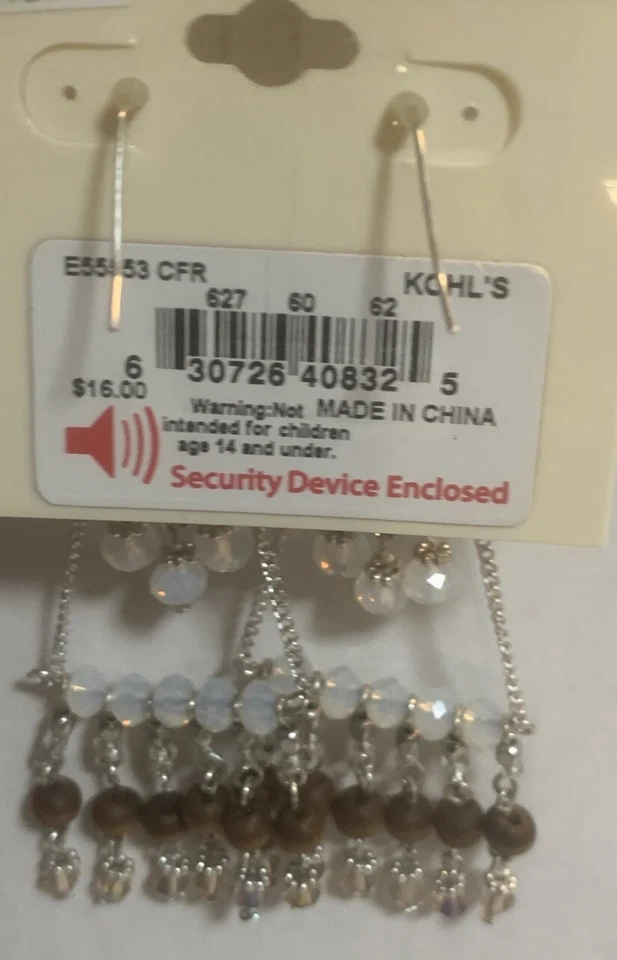 CFR
KOHL'S
627 60 62
6 30726 40832 5
$16.00
Warning:Not MADE IN CHINA
intended for children
age 14 and under.
Security Device Enclosed